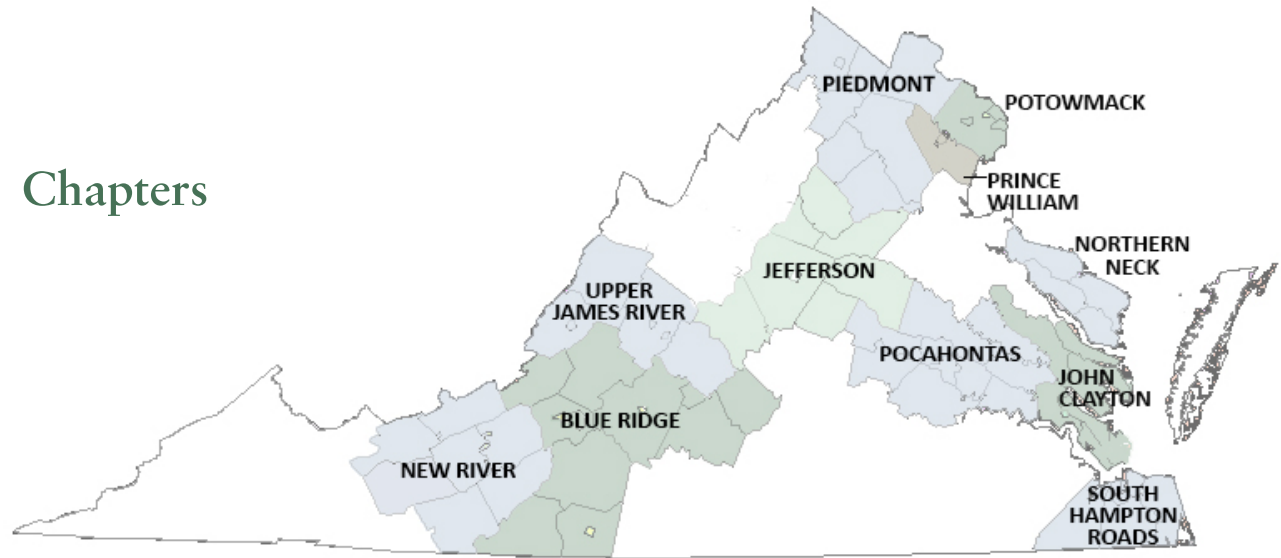 Chapters
PIEDMONT
POTOWMACK
PRINCE
WILLIAM
NORTHERN
NECK
JEFFERSON
UPPER
JAMES RIVER
POCAHONTAS
JOHN
CLAYTON
BLUE RIDGE
NEW RIVER
SOUTH
HAMPTON
ROADS